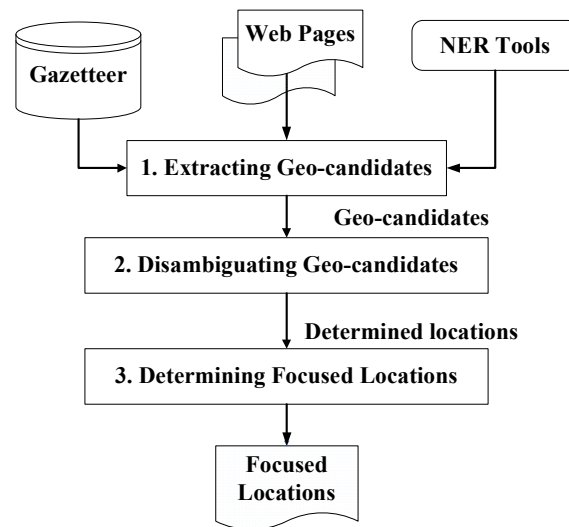 Gazetteer
Web Pages
NER Tools
1. Extracting Geo-candidates
Geo-candidates
2. Disambiguating Geo-candidates
Determined locations
3. Determining Focused Locations
Focused
Locations